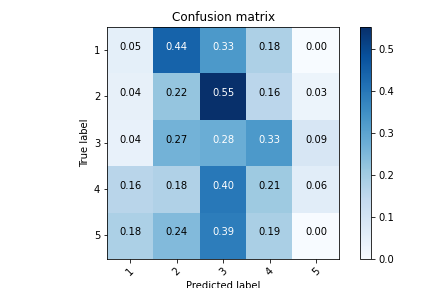 Confusion matrix
1 0.05 0.44 0.33 0.18 0.00
2 0.04 0.22 0.55 0.16 0.03
3 0.04 0.27 0.28 0.33 0.09
4 0.16 0.18 0.40 0.21 0.06
5 0.18 0.24 0.39 0.19 0.00
True label
1 2 3 4 5
Predicted label
0.5
0.4
0.3
0.2
0.1
0.0